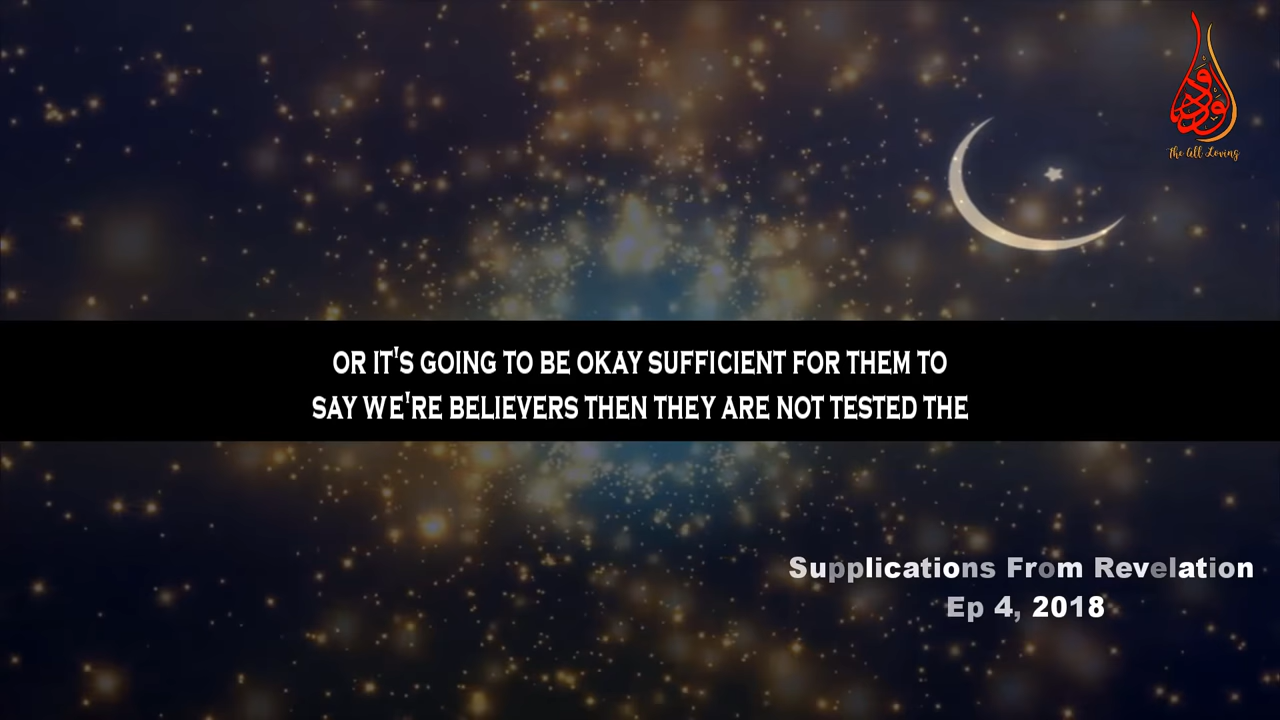 ودود
The All Loving
OR IT'S GOING TO BE OKAY SUFFICIENT FOR THEM TO
SAY WE'RE BELIEVERS THEN THEY ARE NOT TESTED THE
Supplications From Revelation
Ep 4, 2018